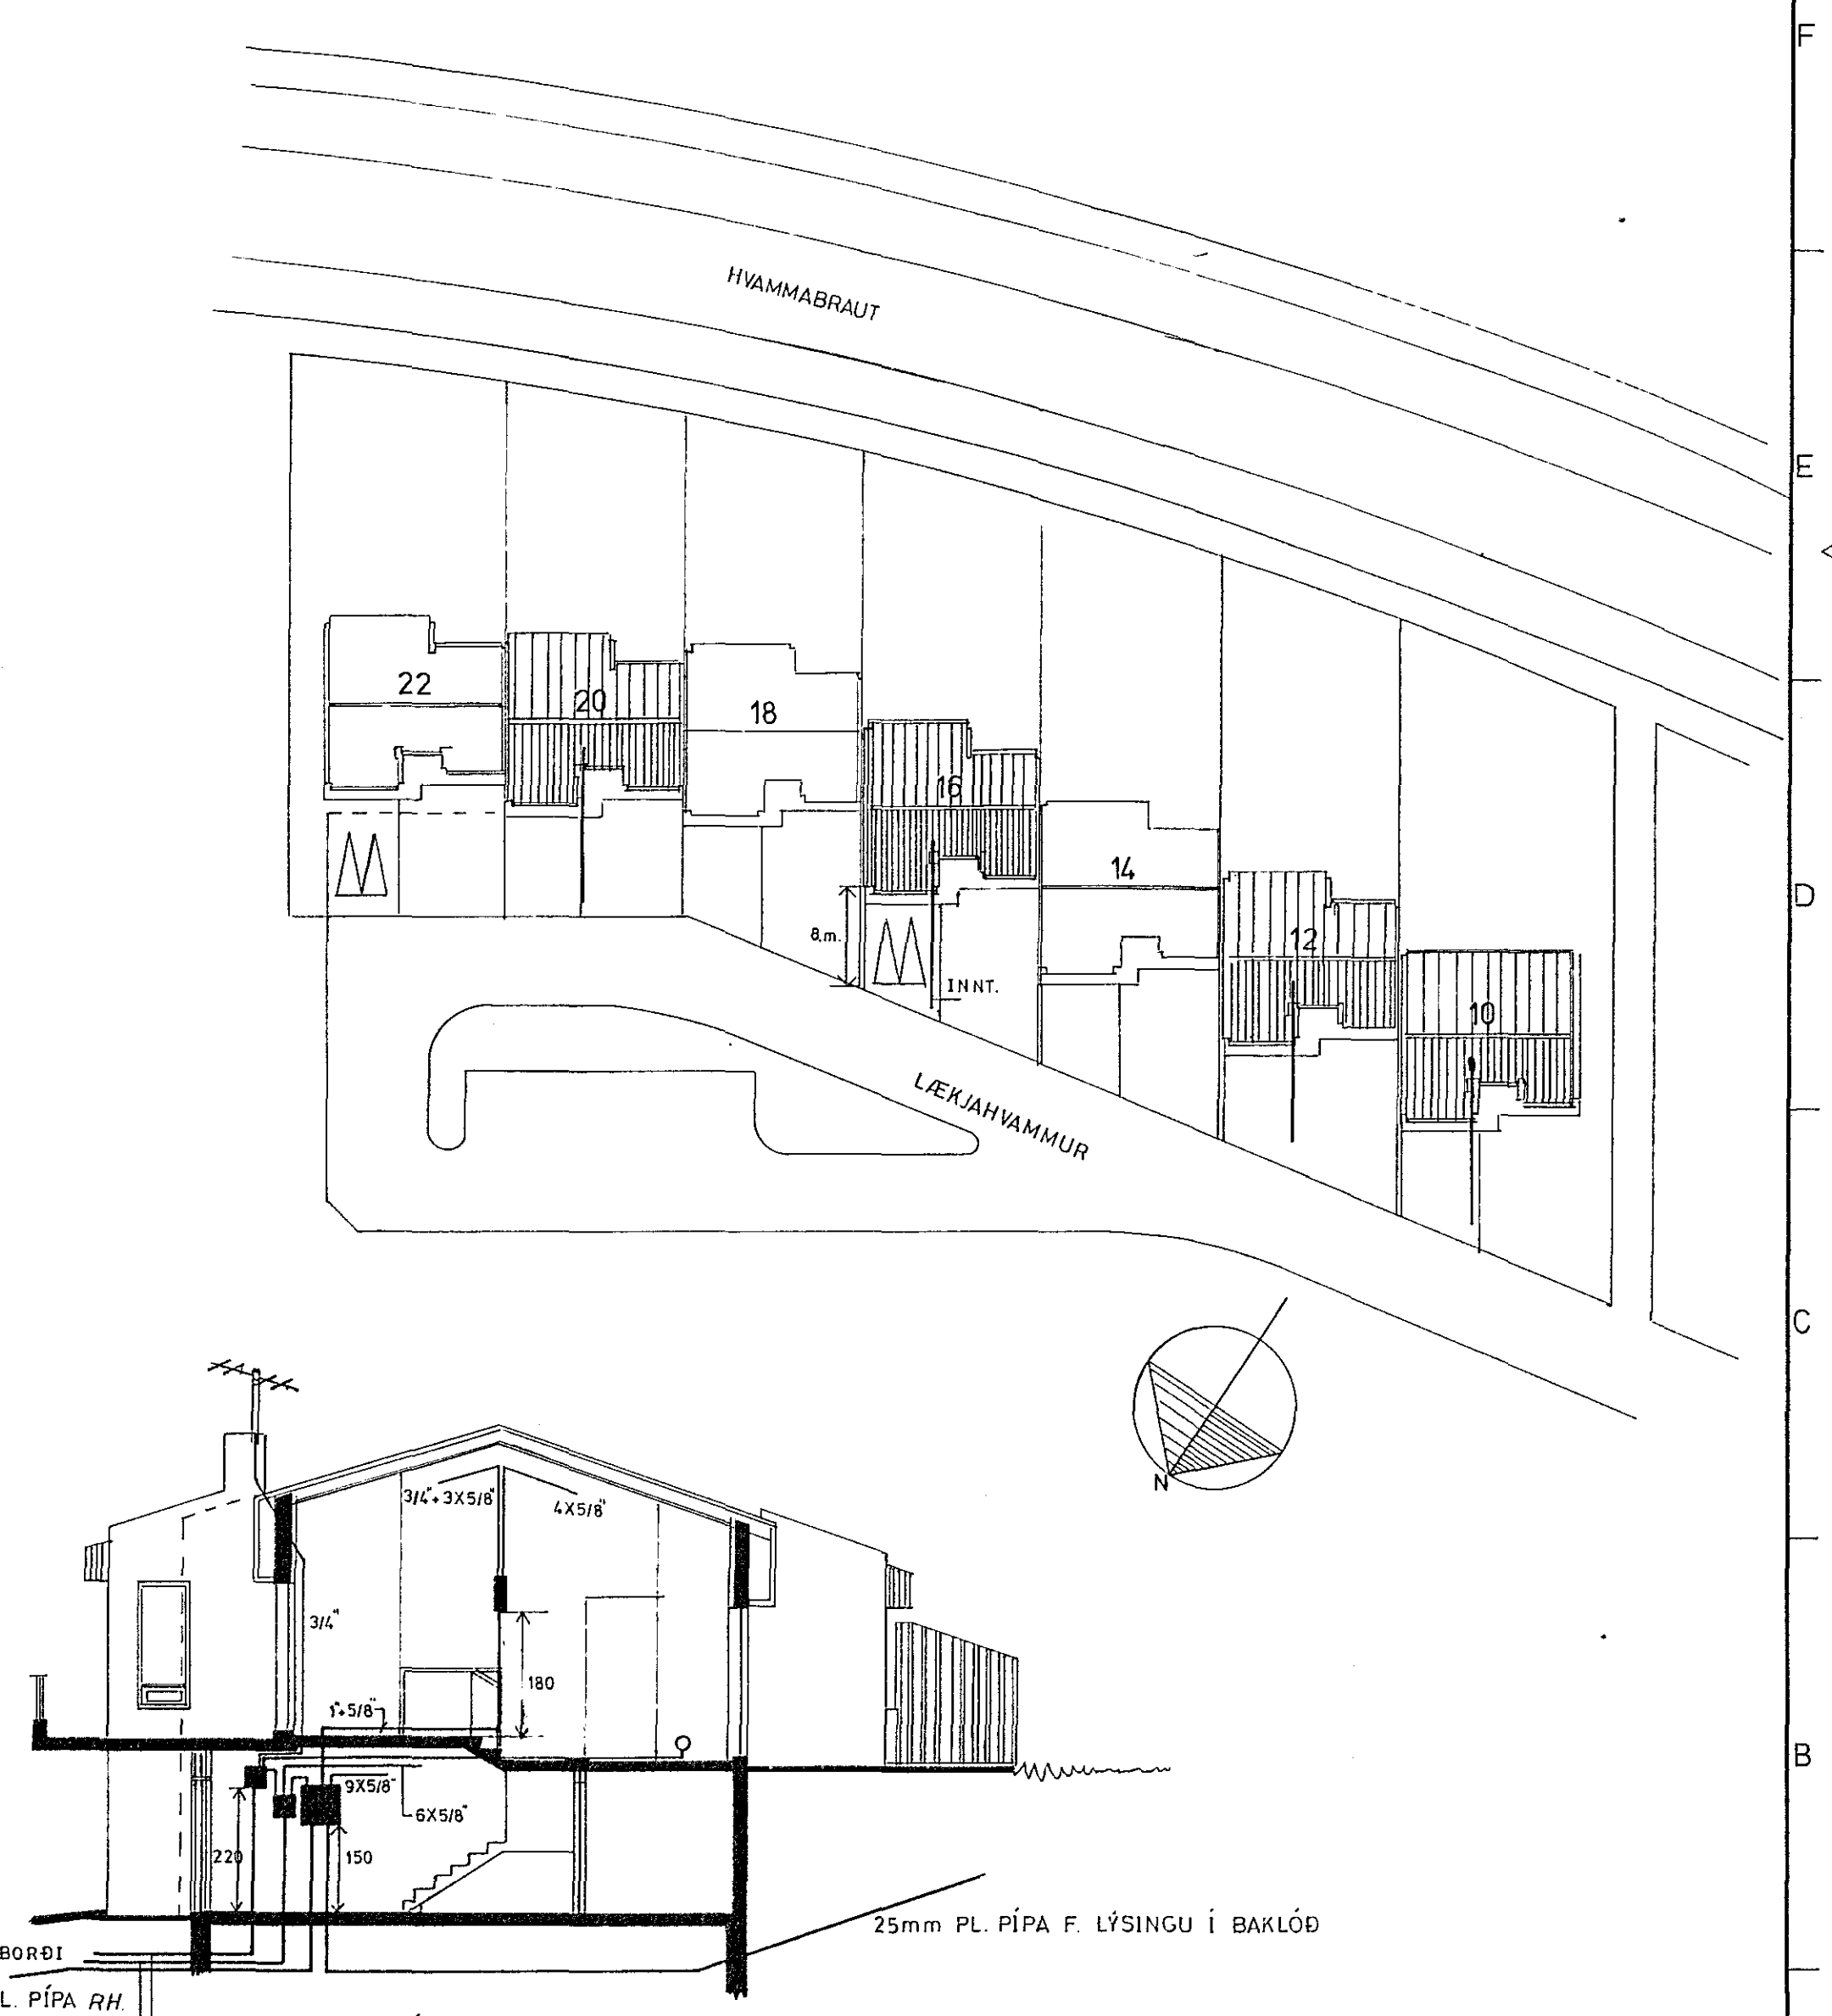 F
HVAMMABRAUT
E
22
20
18
16
14
D
8.m.
12
INNT.
10
LÆKJAHVAMMUR
C
N
3/4"+3X5/8"
4X5/8"
3/4"
180
1"+5/8"
B
9X5/8"
6X5/8"
220
150
25mm PL. PÍPA F. LÝSINGU Í BAKLÓÐ
BORÐI
L. PÍPA RH.